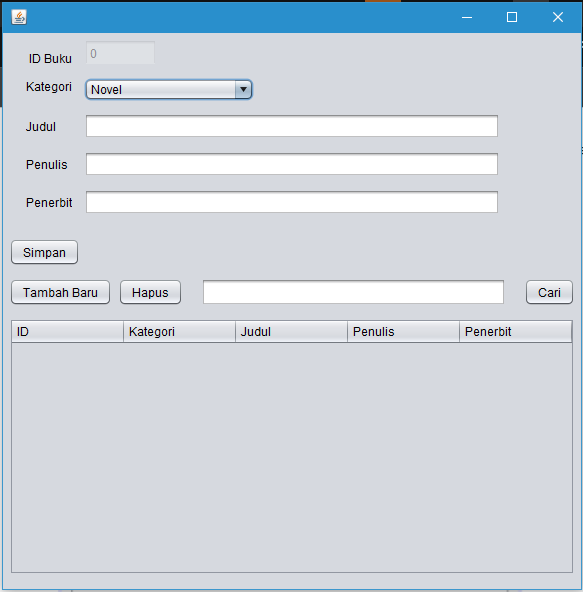 ID Buku 0
Kategori Novel
Judul
Penulis
Penerbit
Simpan
Tambah Baru Hapus Cari
ID Kategori Judul Penulis Penerbit